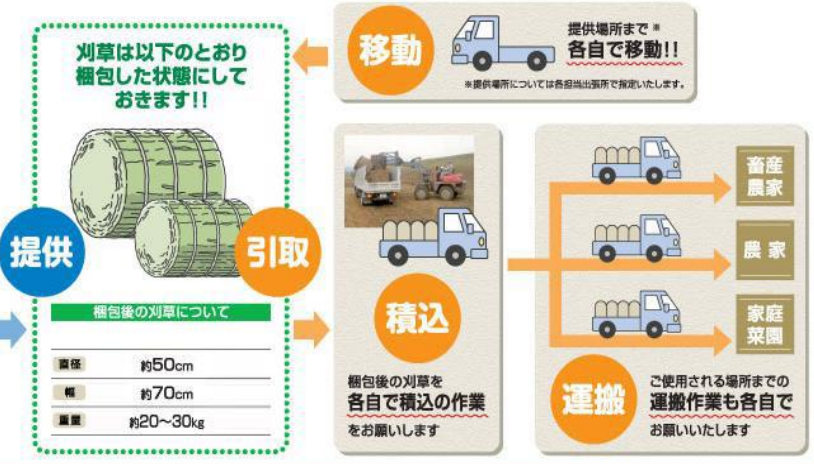 刈草は以下のとおり
梱包した状態にして
おきます!!
提供
引取
梱包後の刈草について
直径 約50cm
幅 約70cm
重量 約20～30kg
移動
提供場所まで※
各自で移動!!
※提供場所については各担当出張所で指定いたします。
積込
梱包後の刈草を
各自で積込の作業
をお願いします
畜産
農家
農家
家庭
菜園
運搬
ご使用される場所までの
運搬作業も各自で
お願いいたします